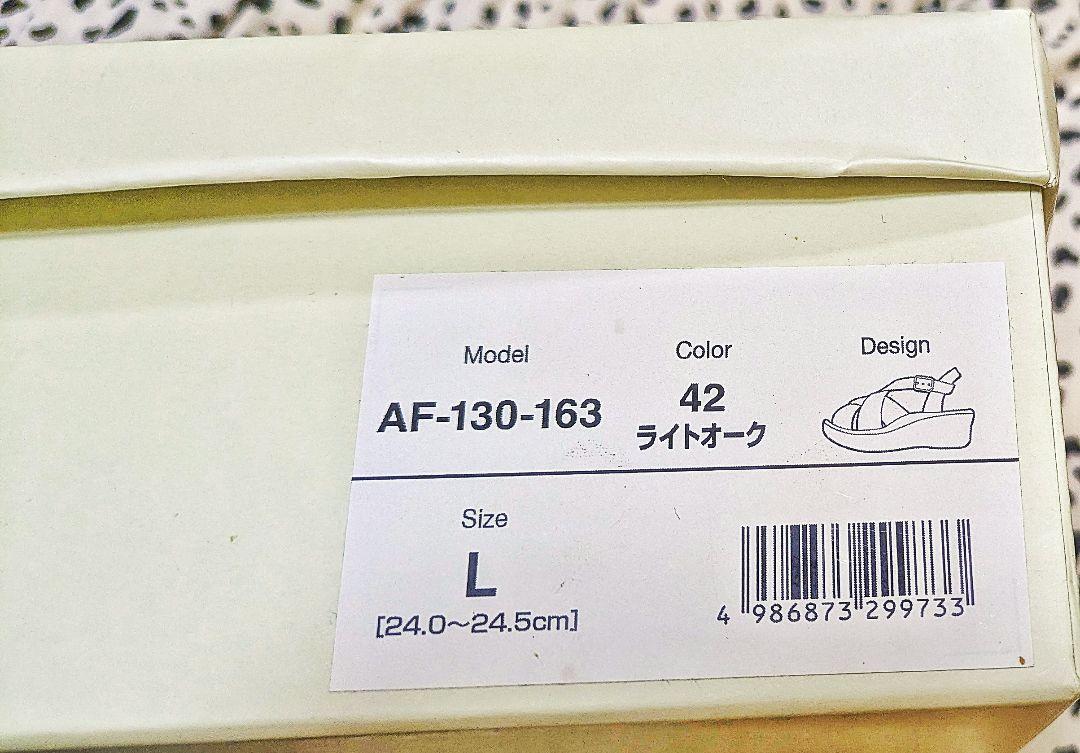 Model
Color
Design
AF-130-163
42
ライトオーク
Size
L
[24.0～24.5cm]
4 986873 299733